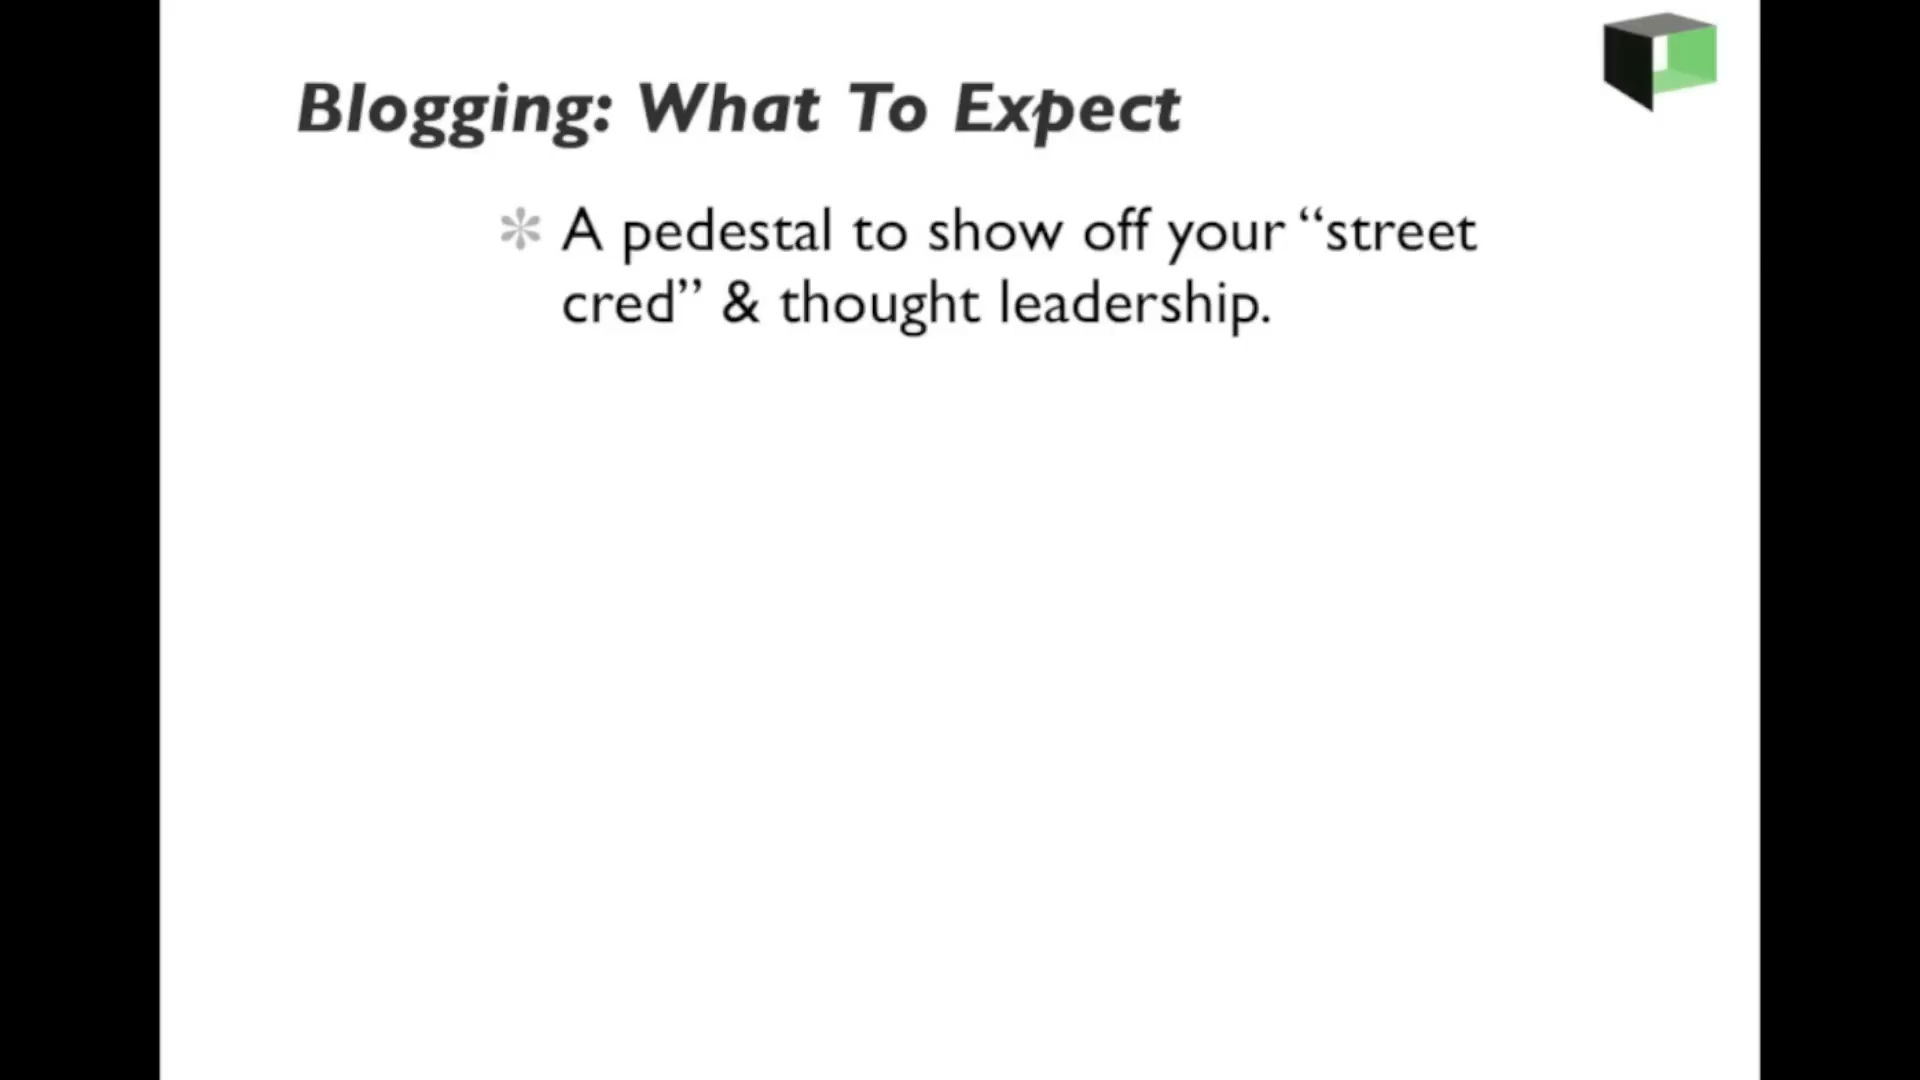 Blogging: What To Expect
✻ A pedestal to show off your “street
cred” & thought leadership.